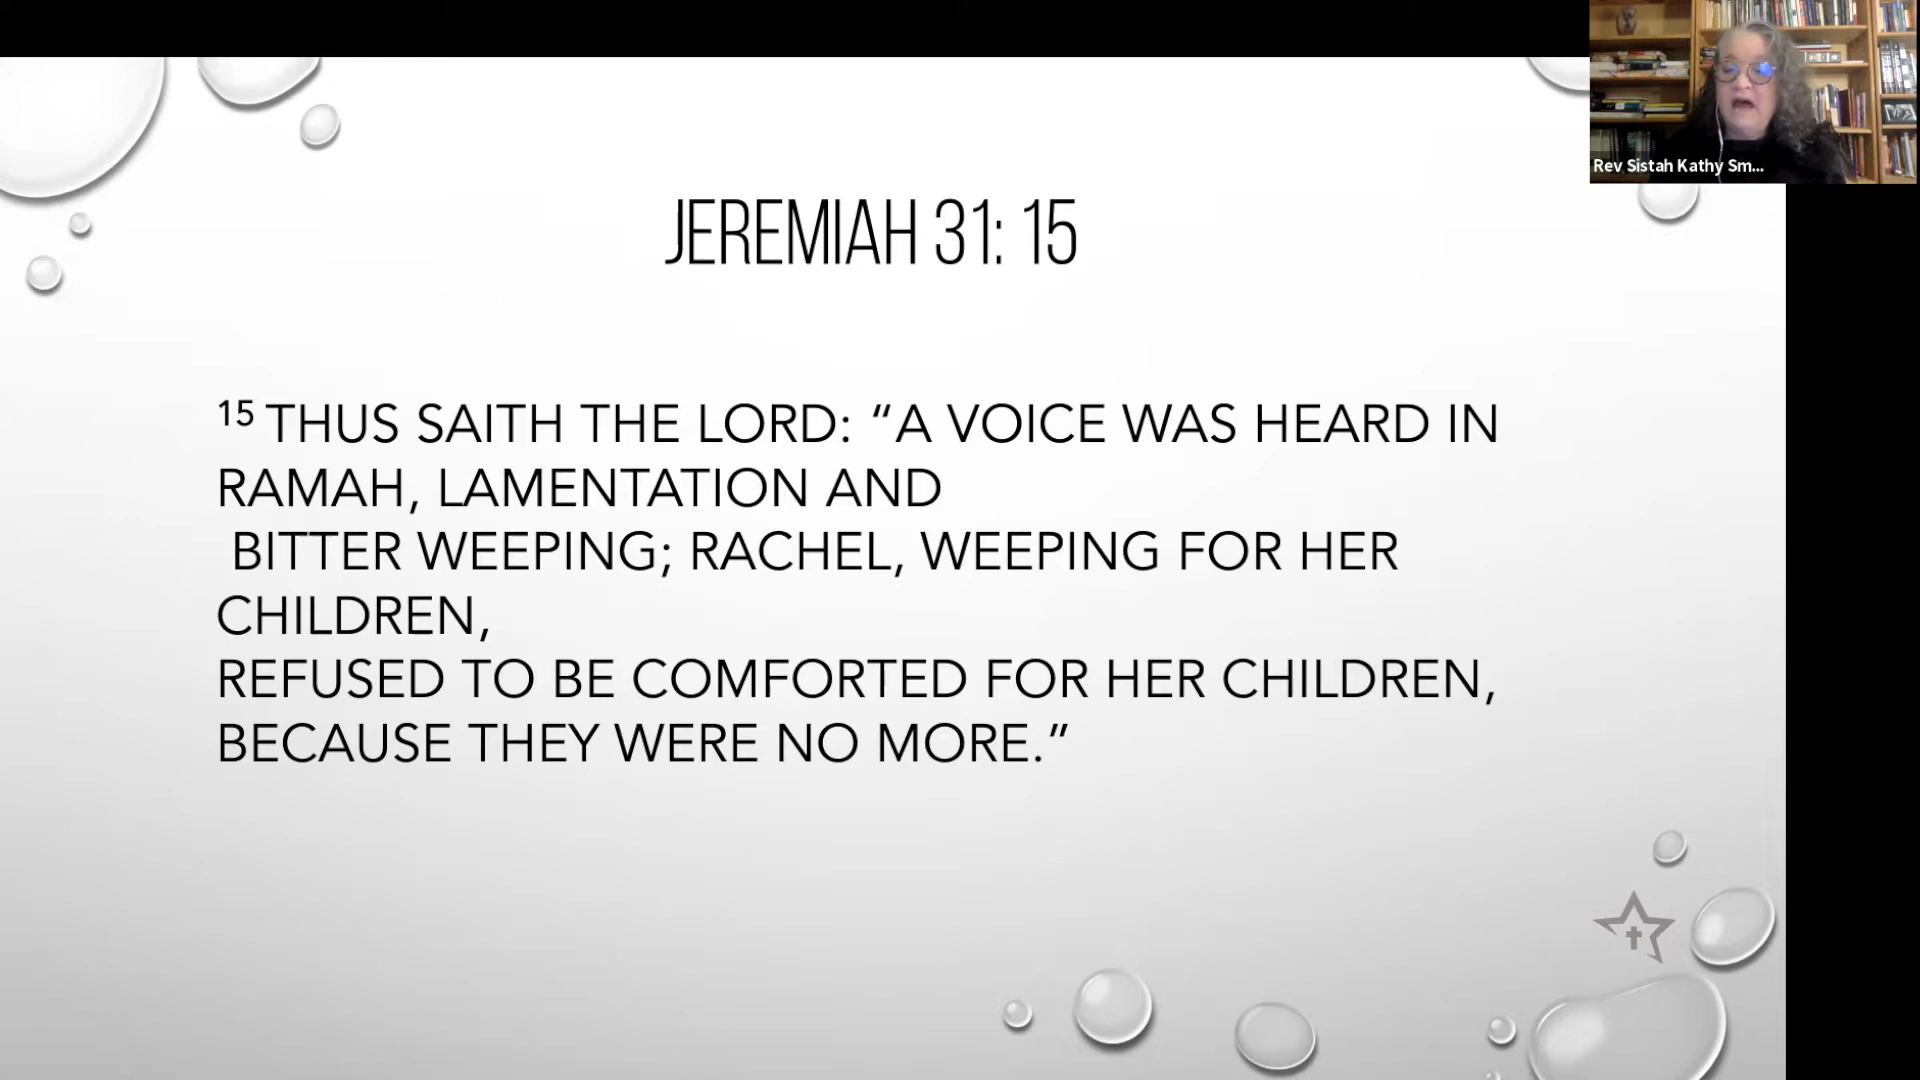 Rev Sistah Kathy Sm...
JEREMIAH 31: 15
15 THUS SAITH THE LORD: “A VOICE WAS HEARD IN
RAMAH, LAMENTATION AND
BITTER WEEPING; RACHEL, WEEPING FOR HER
CHILDREN,
REFUSED TO BE COMFORTED FOR HER CHILDREN,
BECAUSE THEY WERE NO MORE.”